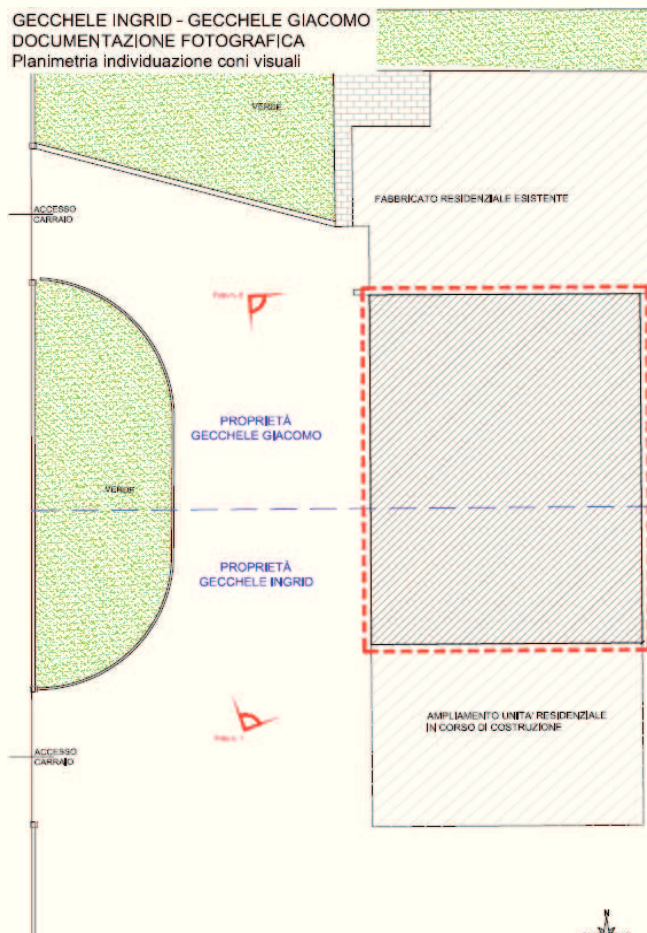 GECCHELE INGRID - GECCHELE GIACOMO
DOCUMENTAZIONE FOTOGRAFICA
Planimetria individuazione coni visuali
VERDE
FABBRICATO RESIDENZIALE ESISTENTE
ACCESSO
CARRAIO
PROPRIETÀ
GECCHELE GIACOMO
VERDE
PROPRIETÀ
GECCHELE INGRID
AMPLIAMENTO UNITA' RESIDENZIALE
IN CORSO DI COSTRUZIONE
ACCESSO
CARRAIO
N